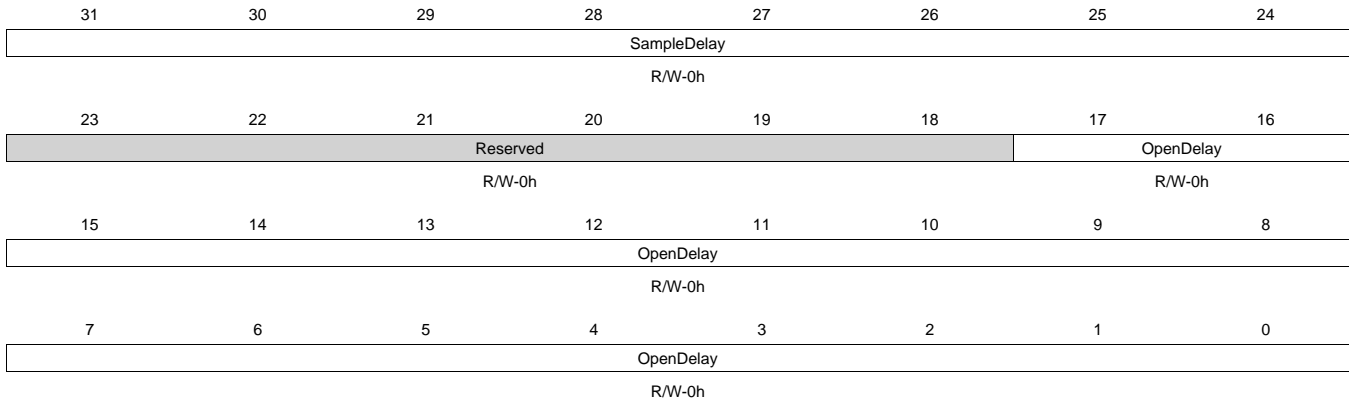 31 30 29 28 27 26 25 24
SampleDelay
R/W-0h
23 22 21 20 19 18 17 16
Reserved OpenDelay
R/W-0h R/W-0h
15 14 13 12 11 10 9 8
OpenDelay
R/W-0h
7 6 5 4 3 2 1 0
OpenDelay
R/W-0h